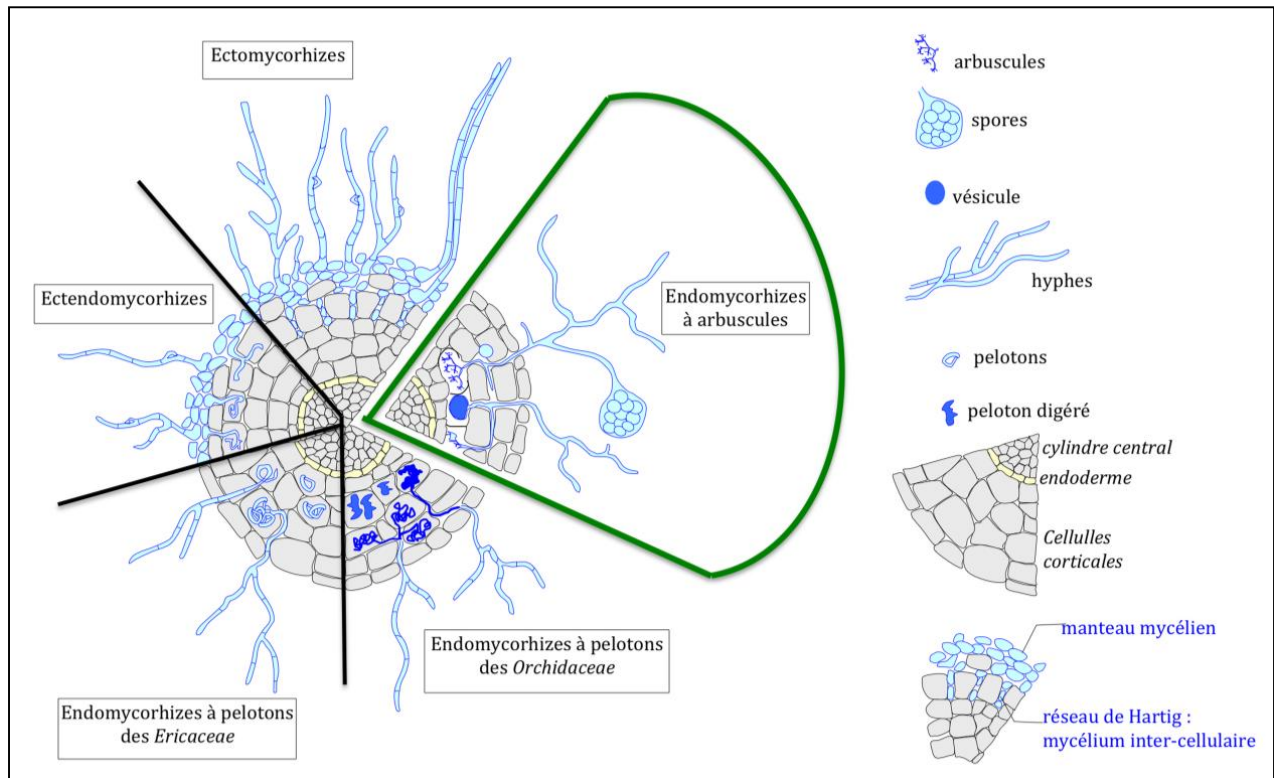 Ectomycorhizes
Ectendomycorhizes
Endomycorhizes
à arbuscules
Endomycorhizes à pelotons
des Orchidaceae
Endomycorhizes à pelotons
des Ericaceae
arbuscules
spores
vésicule
hyphes
pelotons
peloton digéré
cylindre central
endoderme
Cellules
corticales
manteau mycélien
réseau de Hartig :
mycélium inter-cellulaire